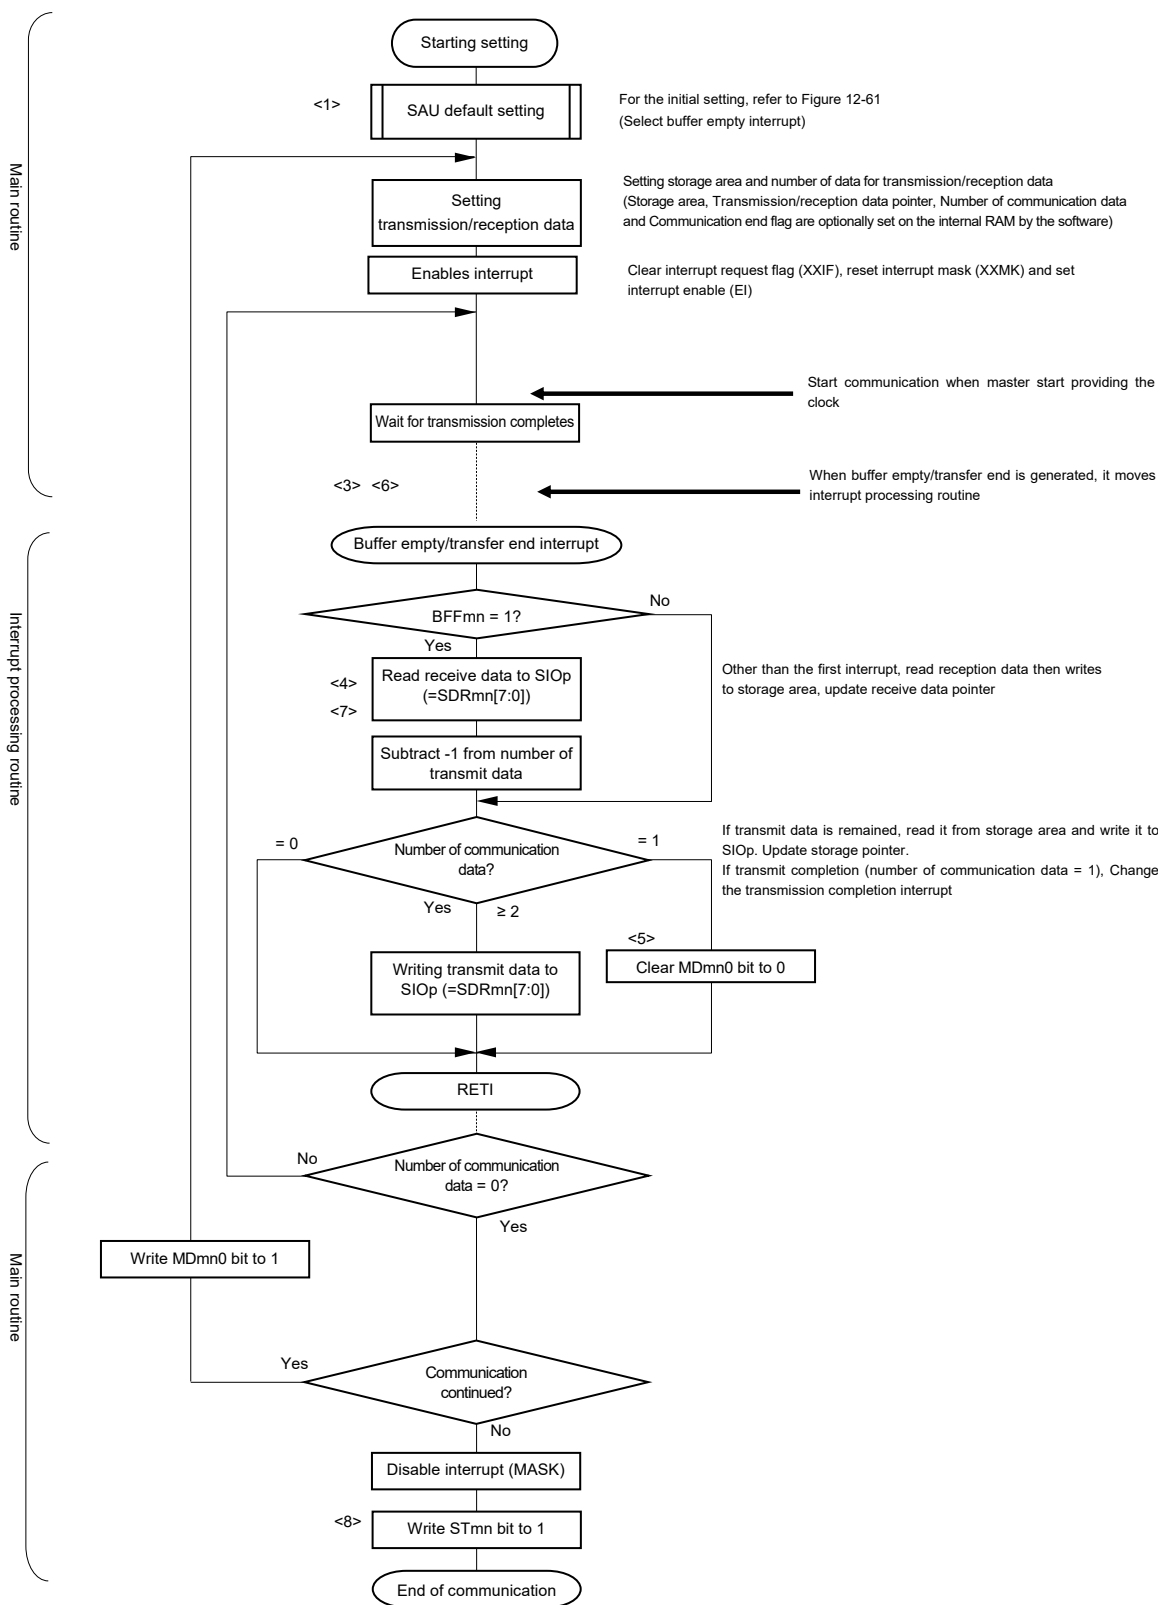 Starting setting
<1>
SAU default setting
For the initial setting, refer to Figure 12-61
(Select buffer empty interrupt)
Main routine
Setting
transmission/reception data
Setting storage area and number of data for transmission/reception data
(Storage area, Transmission/reception data pointer, Number of communication data
and Communication end flag are optionally set on the internal RAM by the software)
Enables interrupt
Clear interrupt request flag (XXIF), reset interrupt mask (XXMK) and set
interrupt enable (EI)
Start communication when master start providing the
clock
Wait for transmission completes
<3> <6>
When buffer empty/transfer end is generated, it moves
interrupt processing routine
Buffer empty/transfer end interrupt
Interrupt processing routine
BFFmn = 1?
No
Yes
<4>
<7>
Read receive data to SIOp
(=SDRmn[7:0])
Other than the first interrupt, read reception data then writes
to storage area, update receive data pointer
Subtract -1 from number of
transmit data
= 0
Number of communication
data?
= 1
If transmit data is remained, read it from storage area and write it to
SIOp. Update storage pointer.
If transmit completion (number of communication data = 1), Change
the transmission completion interrupt
Yes
≥ 2
<5>
Writing transmit data to
SIOp (=SDRmn[7:0])
Clear MDmn0 bit to 0
RETI
No
Number of communication
data = 0?
Yes
Main routine
Write MDmn0 bit to 1
Yes
Communication
continued?
No
Disable interrupt (MASK)
<8>
Write STmn bit to 1
End of communication